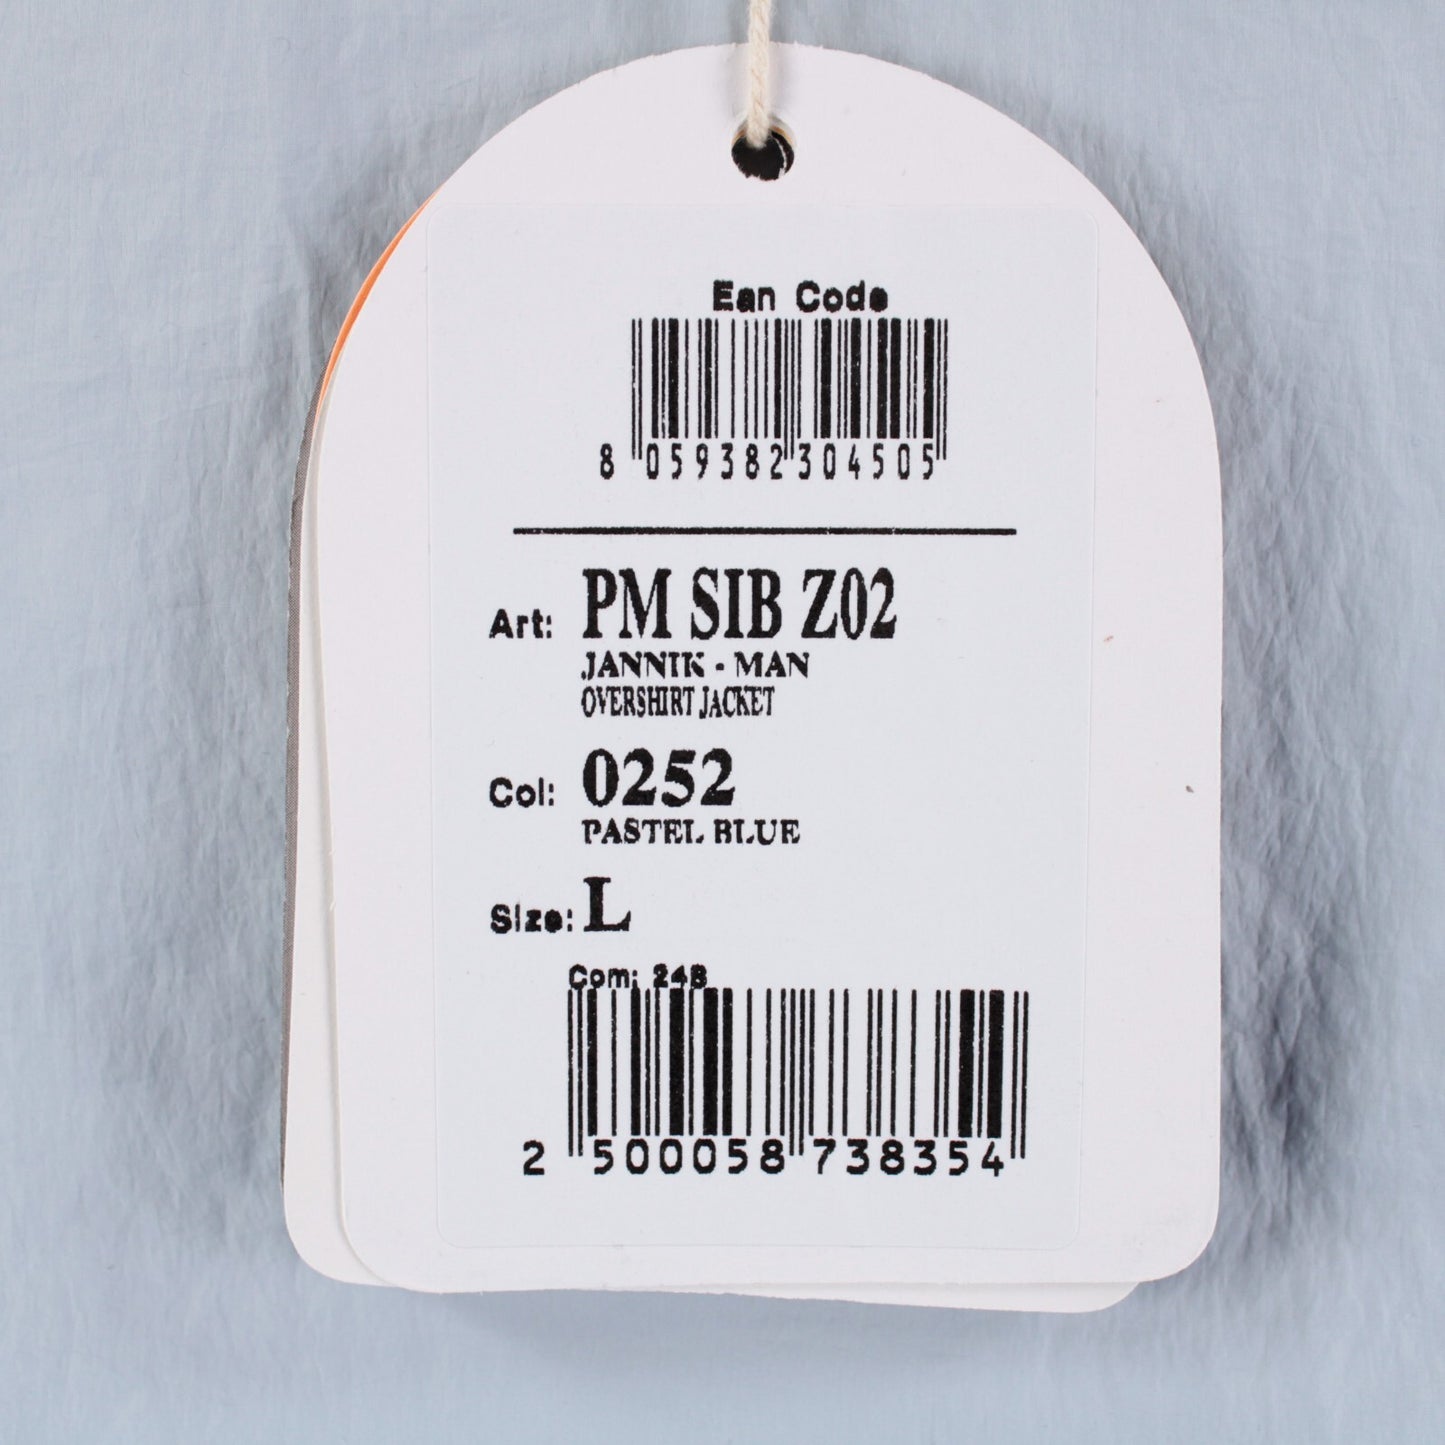 Ean Code
8 059382 304505
Art: PM SIB Z02
JANNIK - MAN
OVERSHIRT JACKET
Col: 0252
PASTEL BLUE
Size: L
Com: 24B
2 500058 738354